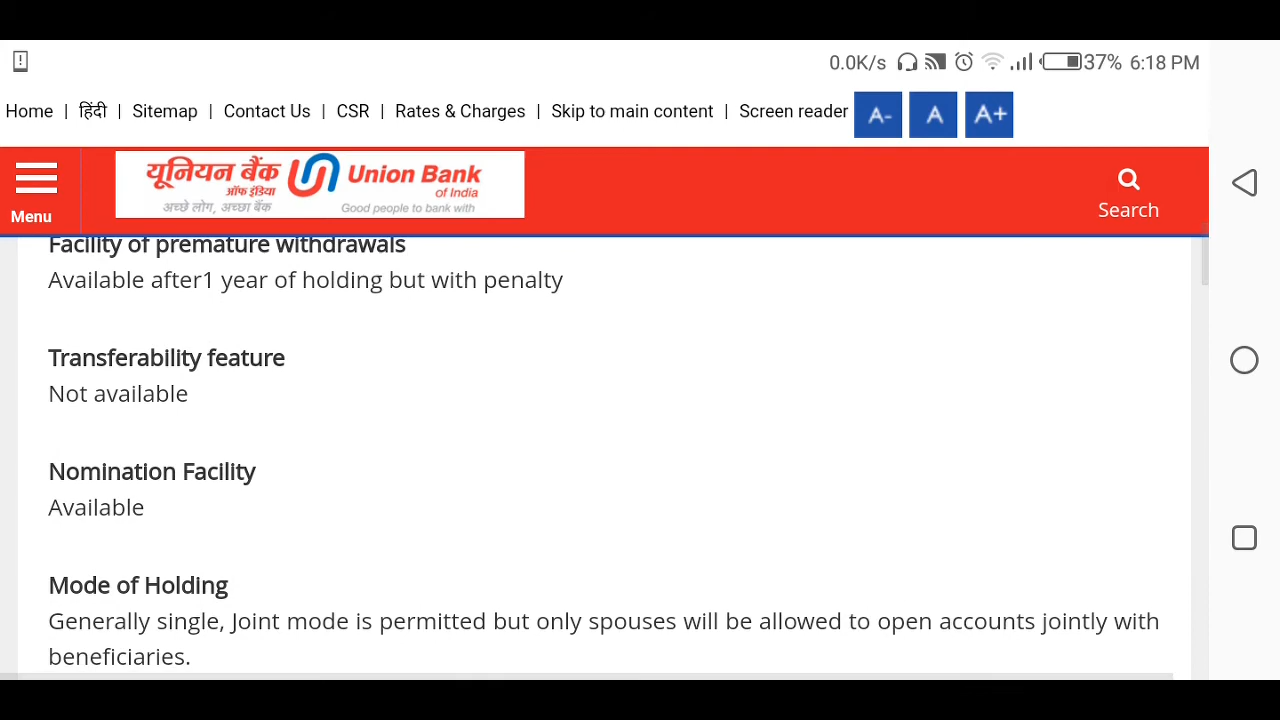 0.0K/s 37% 6:18 PM
Home | हिंदी | Sitemap | Contact Us | CSR | Rates & Charges | Skip to main content | Screen reader A- A A+
Menu
यूनियन बैंक
ऑफ इंडिया
अच्छे लोग, अच्छा बैंक
Union Bank
of India
Good people to bank with
Search
Facility of premature withdrawals
Available after1 year of holding but with penalty
Transferability feature
Not available
Nomination Facility
Available
Mode of Holding
Generally single, Joint mode is permitted but only spouses will be allowed to open accounts jointly with
beneficiaries.